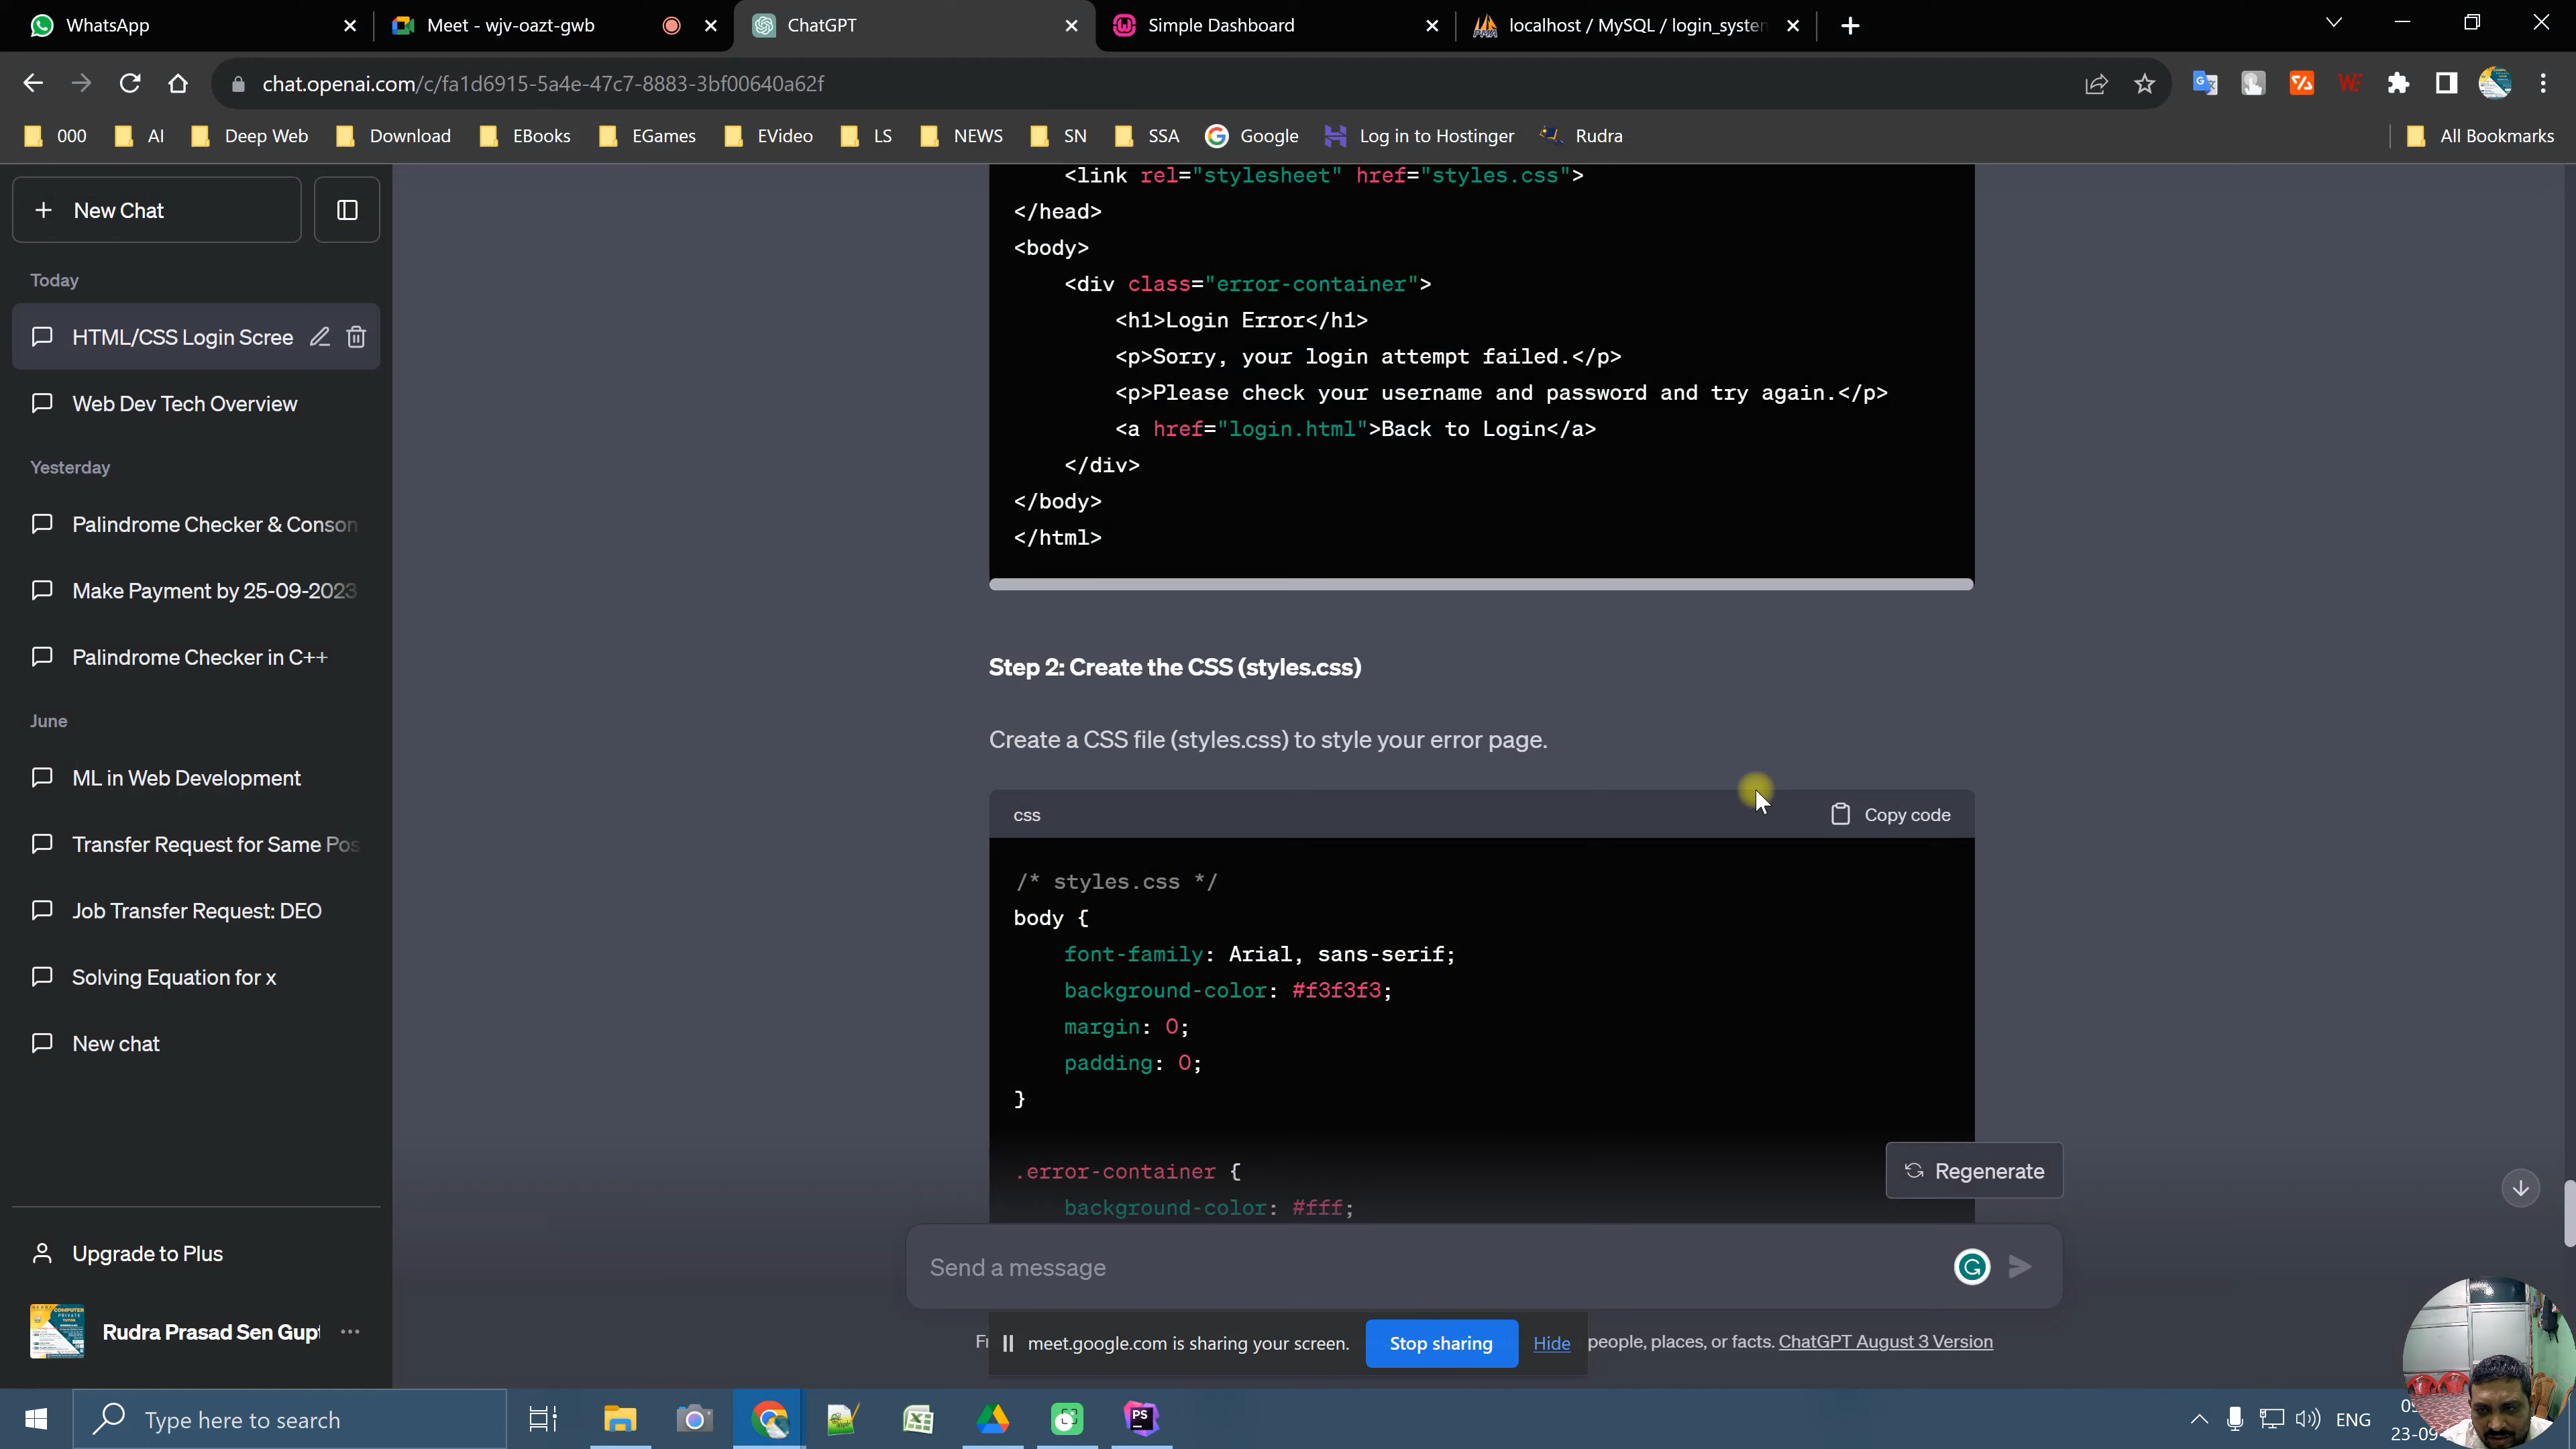 WhatsApp
Meet - wjv-oazt-gwb
ChatGPT
Simple Dashboard
localhost / MySQL / login_system
chat.openai.com/c/fa1d6915-5a4e-47c7-8883-3bf00640a62f
000
AI
Deep Web
Download
EBooks
EGames
EVideo
LS
NEWS
SN
SSA
Google
Log in to Hostinger
Rudra
All Bookmarks
New Chat
Today
HTML/CSS Login Scree
Web Dev Tech Overview
Yesterday
Palindrome Checker & Conson
Make Payment by 25-09-2023
Palindrome Checker in C++
June
ML in Web Development
Transfer Request for Same Pos
Job Transfer Request: DEO
Solving Equation for x
New chat
Upgrade to Plus
Rudra Prasad Sen Gupt
<link rel="stylesheet" href="styles.css">
</head>
<body>
<div class="error-container">
<h1>Login Error</h1>
<p>Sorry, your login attempt failed.</p>
<p>Please check your username and password and try again.</p>
<a href="login.html">Back to Login</a>
</div>
</body>
</html>
Step 2: Create the CSS (styles.css)
Create a CSS file (styles.css) to style your error page.
css
Copy code
/* styles.css */
body {
font-family: Arial, sans-serif;
background-color: #f3f3f3;
margin: 0;
padding: 0;
}
.error-container {
background-color: #fff;
Regenerate
Send a message
meet.google.com is sharing your screen.
Stop sharing
Hide
people, places, or facts. ChatGPT August 3 Version
Type here to search
PS
ENG
23-09